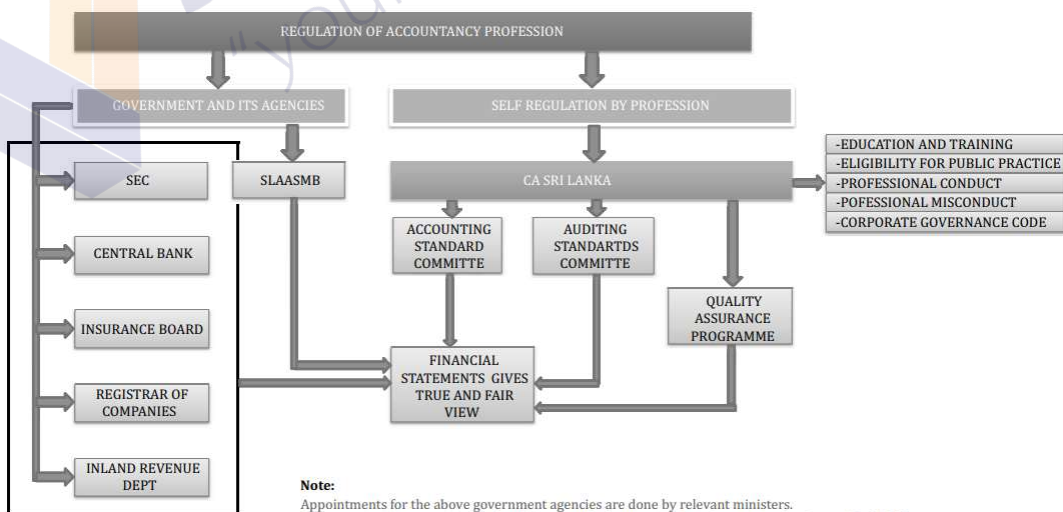 REGULATION OF ACCOUNTANCY PROFESSION
"your
GOVERNMENT AND ITS AGENCIES
SELF REGULATION BY PROFESSION
SEC
SLAASMB
CA SRI LANKA
-EDUCATION AND TRAINING
-ELIGIBILITY FOR PUBLIC PRACTICE
-PROFESSIONAL CONDUCT
-POFESSIONAL MISCONDUCT
-CORPORATE GOVERNANCE CODE
ACCOUNTING
STANDARD
COMMITTE
AUDITING
STANDARTDS
COMMITTE
CENTRAL BANK
QUALITY
ASSURANCE
PROGRAMME
INSURANCE BOARD
FINANCIAL
STATEMENTS GIVES
TRUE AND FAIR
VIEW
REGISTRAR OF
COMPANIES
INLAND REVENUE
DEPT
Note:
Appointments for the above government agencies are done by relevant ministers.